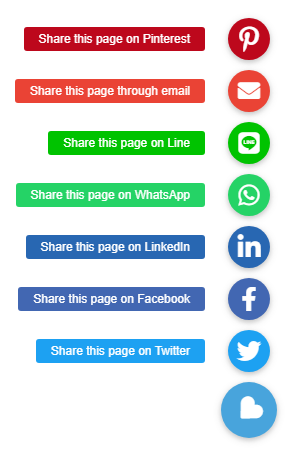 Share this page on Pinterest
Share this page through email
Share this page on Line
LINE
Share this page on WhatsApp
Share this page on LinkedIn
in
Share this page on Facebook
f
Share this page on Twitter